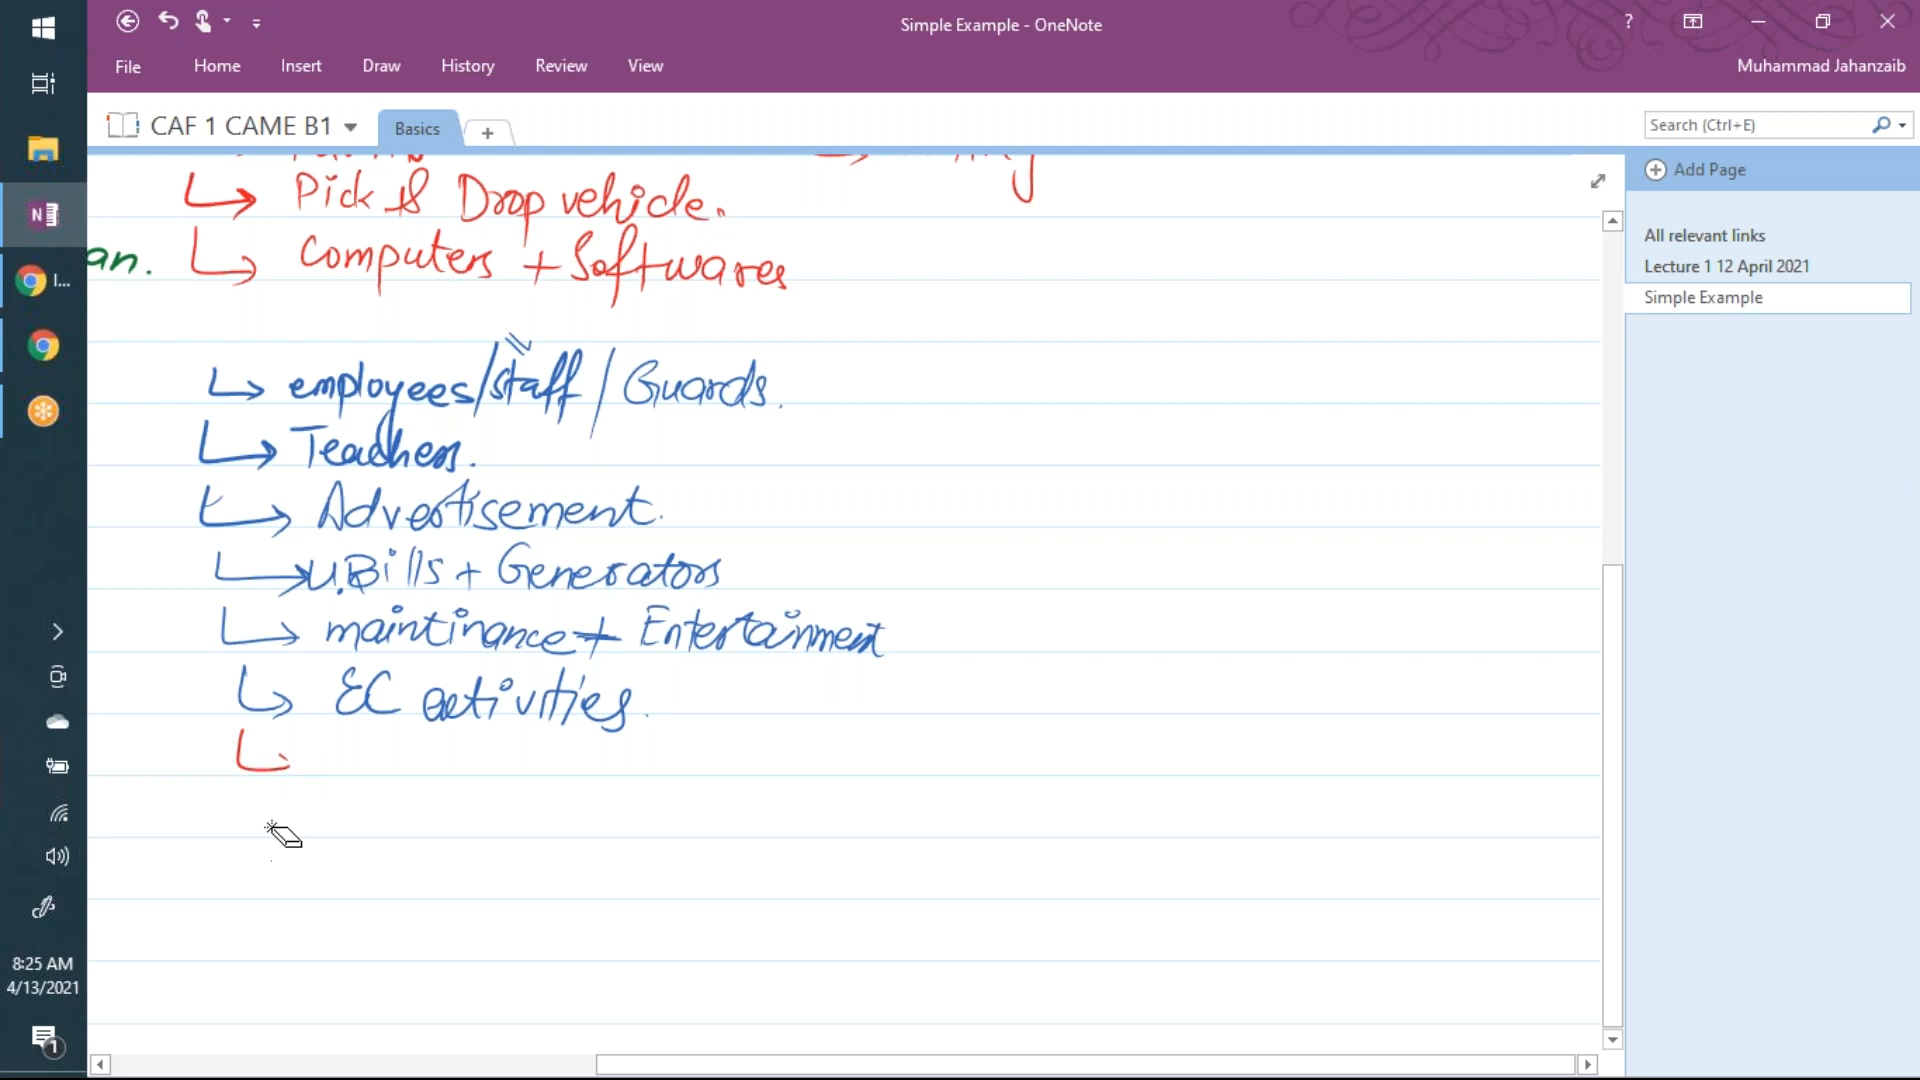 Simple Example - OneNote
?
File Home Insert Draw History Review View
Muhammad Jahanzaib
CAF 1 CAME B1
Basics
Search (Ctrl+E)
Add Page
All relevant links
Lecture 1 12 April 2021
Simple Example
Pick & Drop vehicle.
an.
Computers + Softwares
employees/staff / Guards.
Teachers.
Advertisement.
U.Bills + Generators
maintinance + Entertainment
EC activities.
N
I...
8:25 AM
4/13/2021
1